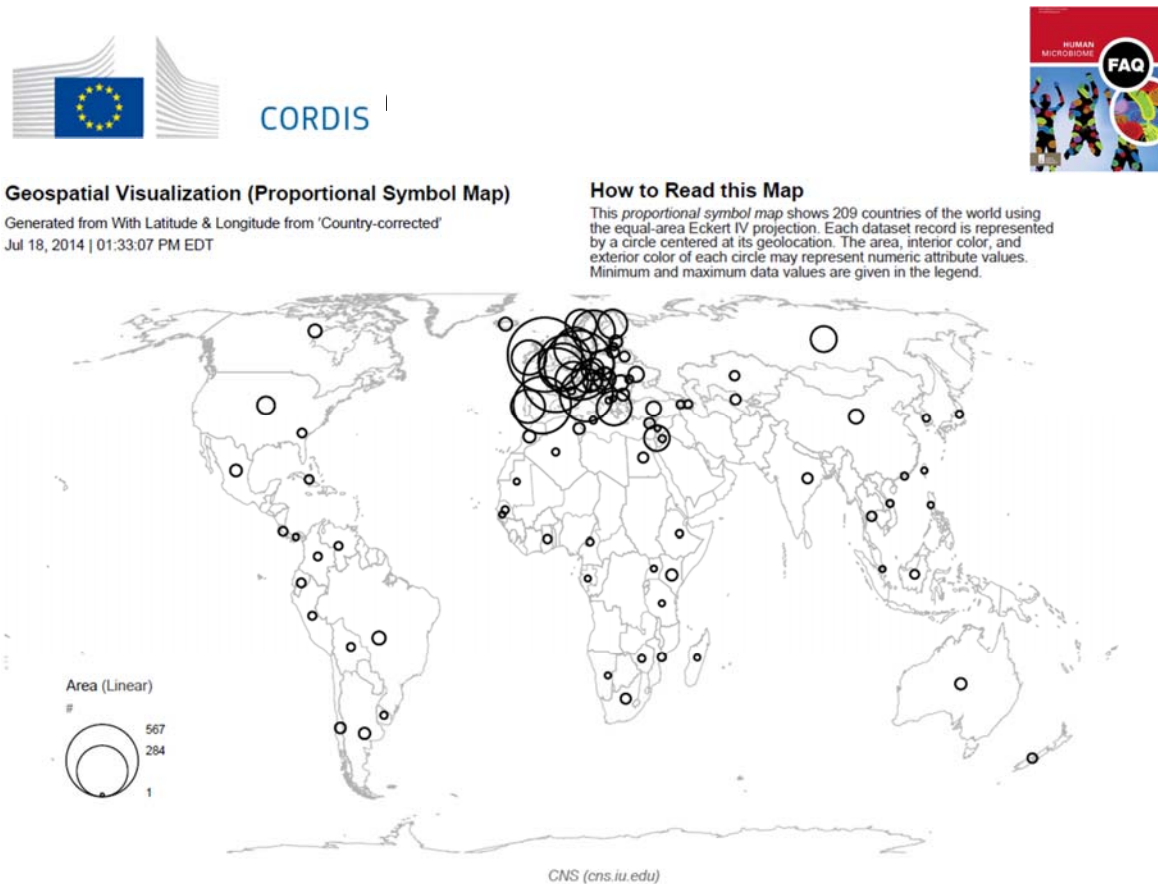 CORDIS
HUMAN
MICROBIOME
FAQ
Geospatial Visualization (Proportional Symbol Map)
Generated from With Latitude & Longitude from 'Country-corrected'
Jul 18, 2014 | 01:33:07 PM EDT
How to Read this Map
This proportional symbol map shows 209 countries of the world using
the equal-area Eckert IV projection. Each dataset record is represented
by a circle centered at its geolocation. The area, interior color, and
exterior color of each circle may represent numeric attribute values.
Minimum and maximum data values are given in the legend.
Area (Linear)
#
567
284
1
CNS (cns.iu.edu)